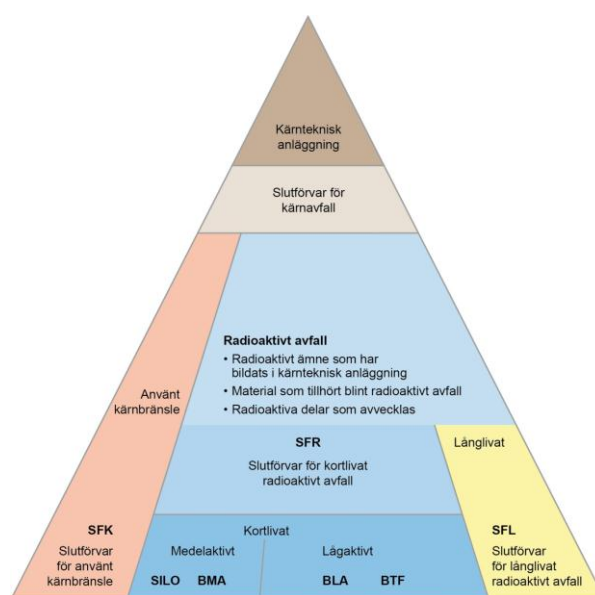 Kärnteknisk
anläggning
Slutförvar för
kärnavfall
Radioaktivt avfall
• Radioaktivt ämne som har
bildats i kärnteknisk anläggning
• Material som tillhört blint radioaktivt avfall
• Radioaktiva delar som avvecklas
Använt
kärnbränsle
SFR
Slutförvar för kortlivat
radioaktivt avfall
Långlivat
SFK
Slutförvar
för använt
kärnbränsle
Kortlivat
Medelaktivt
Lågaktivt
SILO BMA
BLA BTF
SFL
Slutförvar
för långlivat
radioaktivt avfall